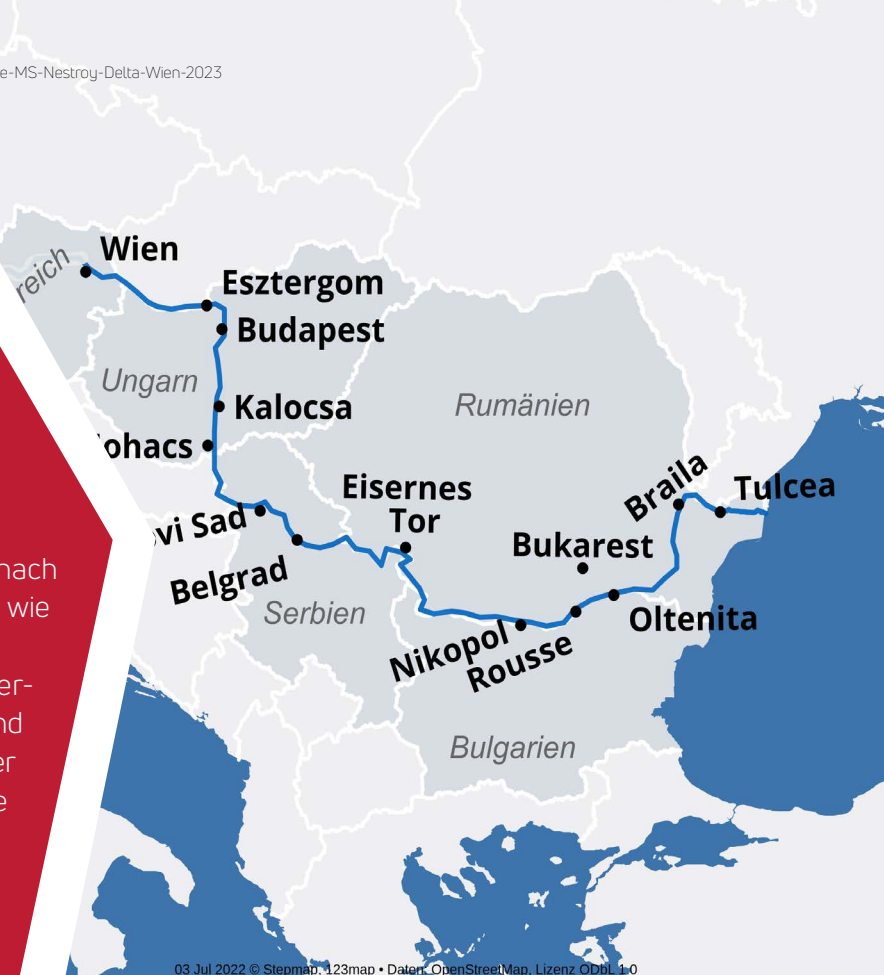 e-MS-Nestroy-Delta-Wien-2023
Wien
reich
Esztergom
Budapest
Ungarn
Kalocsa
Rumänien
ohacs
Eisernes
Tor
Braila
Tulcea
vi Sad
Bukarest
Belgrad
Serbien
Oltenita
Nikopol
Rousse
Bulgarien
nach
wie
er-
nd
er
e
03 Jul 2022 © Stepmap, 123map • Daten: OpenStreetMap, Lizenz ODbL 1.0